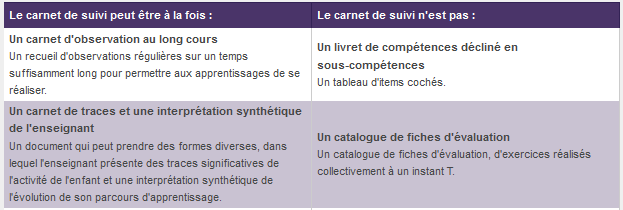 Le carnet de suivi peut être à la fois :
Le carnet de suivi n'est pas :
Un carnet d'observation au long cours
Un recueil d'observations régulières sur un temps
suffisamment long pour permettre aux apprentissages de se
réaliser.
Un livret de compétences décliné en
sous-compétences
Un tableau d'items cochés.
Un carnet de traces et une interprétation synthétique
de l'enseignant
Un document qui peut prendre des formes diverses, dans
lequel l'enseignant présente des traces significatives de
l'activité de l'enfant et une interprétation synthétique de
l'évolution de son parcours d'apprentissage.
Un catalogue de fiches d'évaluation
Un catalogue de fiches d'évaluation, d'exercices réalisés
collectivement à un instant T.